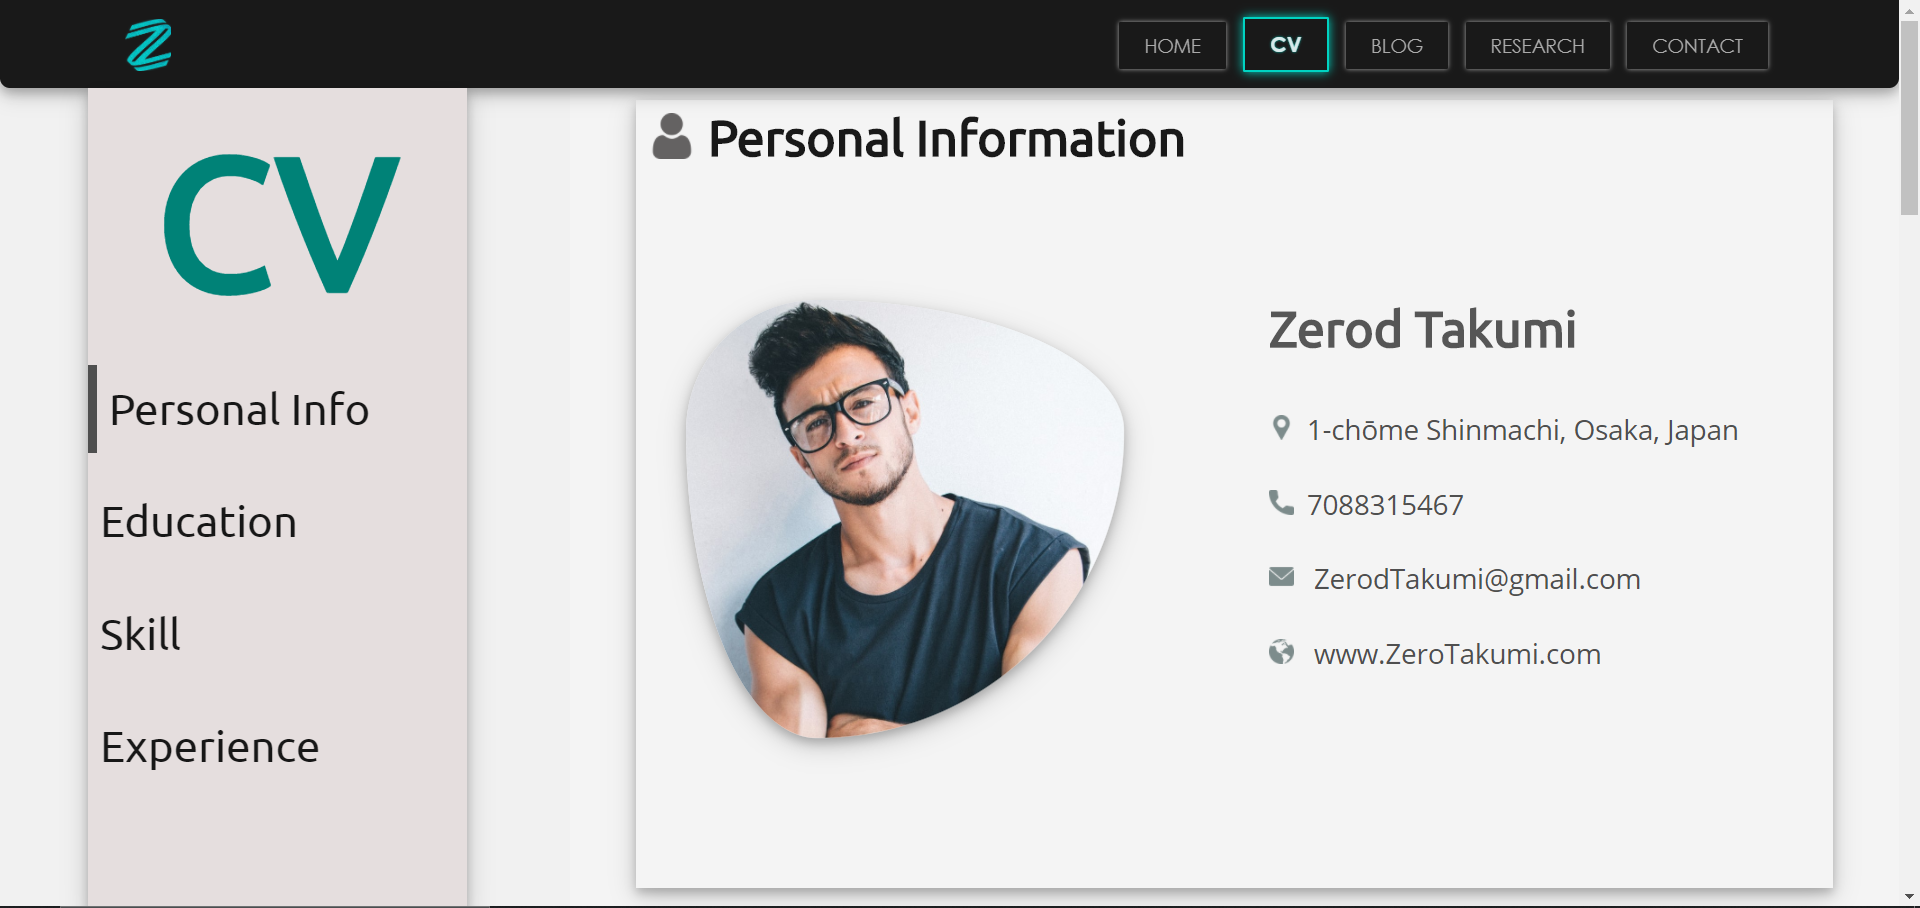 Z
HOME
CV
BLOG
RESEARCH
CONTACT
CV
Personal Info
Education
Skill
Experience
Personal Information
Zerod Takumi
1-chōme Shinmachi, Osaka, Japan
7088315467
ZerodTakumi@gmail.com
www.ZeroTakumi.com